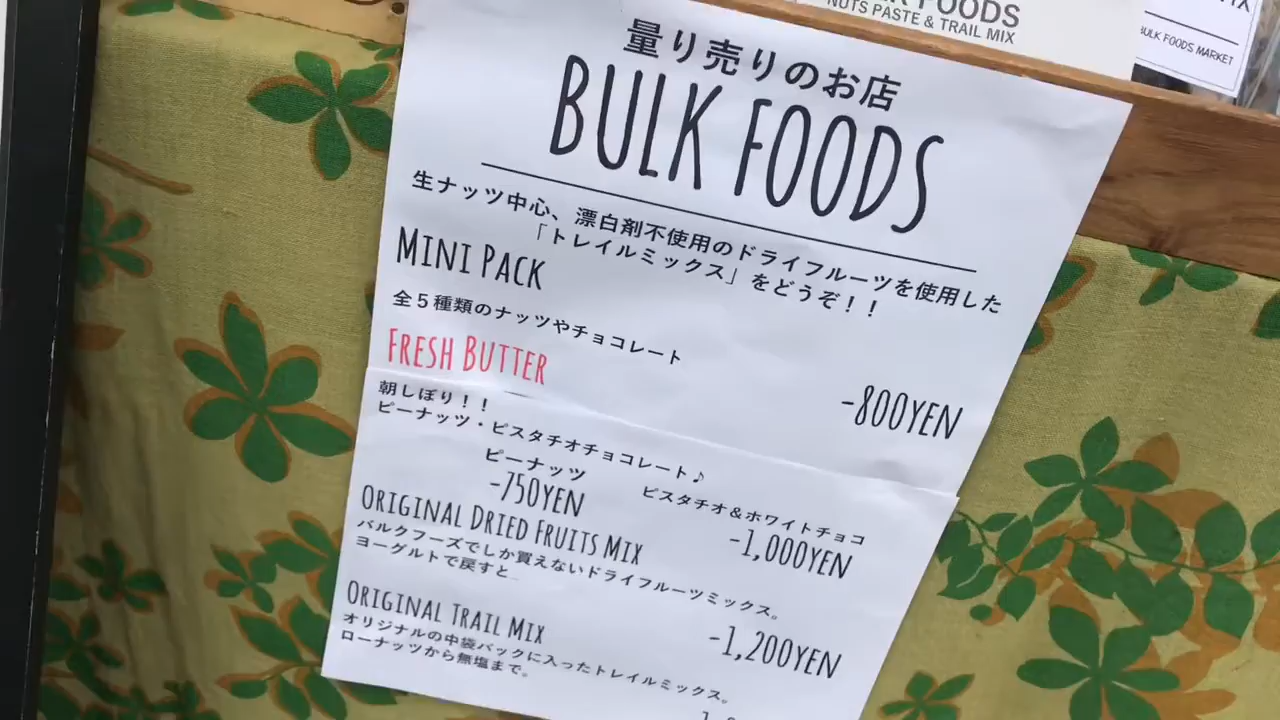 FOODS
NUTS PASTE & TRAIL MIX
BULK FOODS MARKET
量り売りのお店
BULK FOODS
生ナッツ中心、漂白剤不使用のドライフルーツを使用した
「トレイルミックス」をどうぞ！！
MINI PACK
全５種類のナッツやチョコレート
-800YEN
FRESH BUTTER
朝しぼり！！
ピーナッツ・ピスタチオチョコレート♪
ピーナッツ
-750YEN
ピスタチオ&ホワイトチョコ
-1,000YEN
ORIGINAL DRIED FRUITS MIX
バルクフーズでしか買えないドライフルーツミックス。
ヨーグルトで戻すと…
-1,200YEN
ORIGINAL TRAIL MIX
オリジナルの中袋パックに入ったトレイルミックス。
ローナッツから無塩まで。